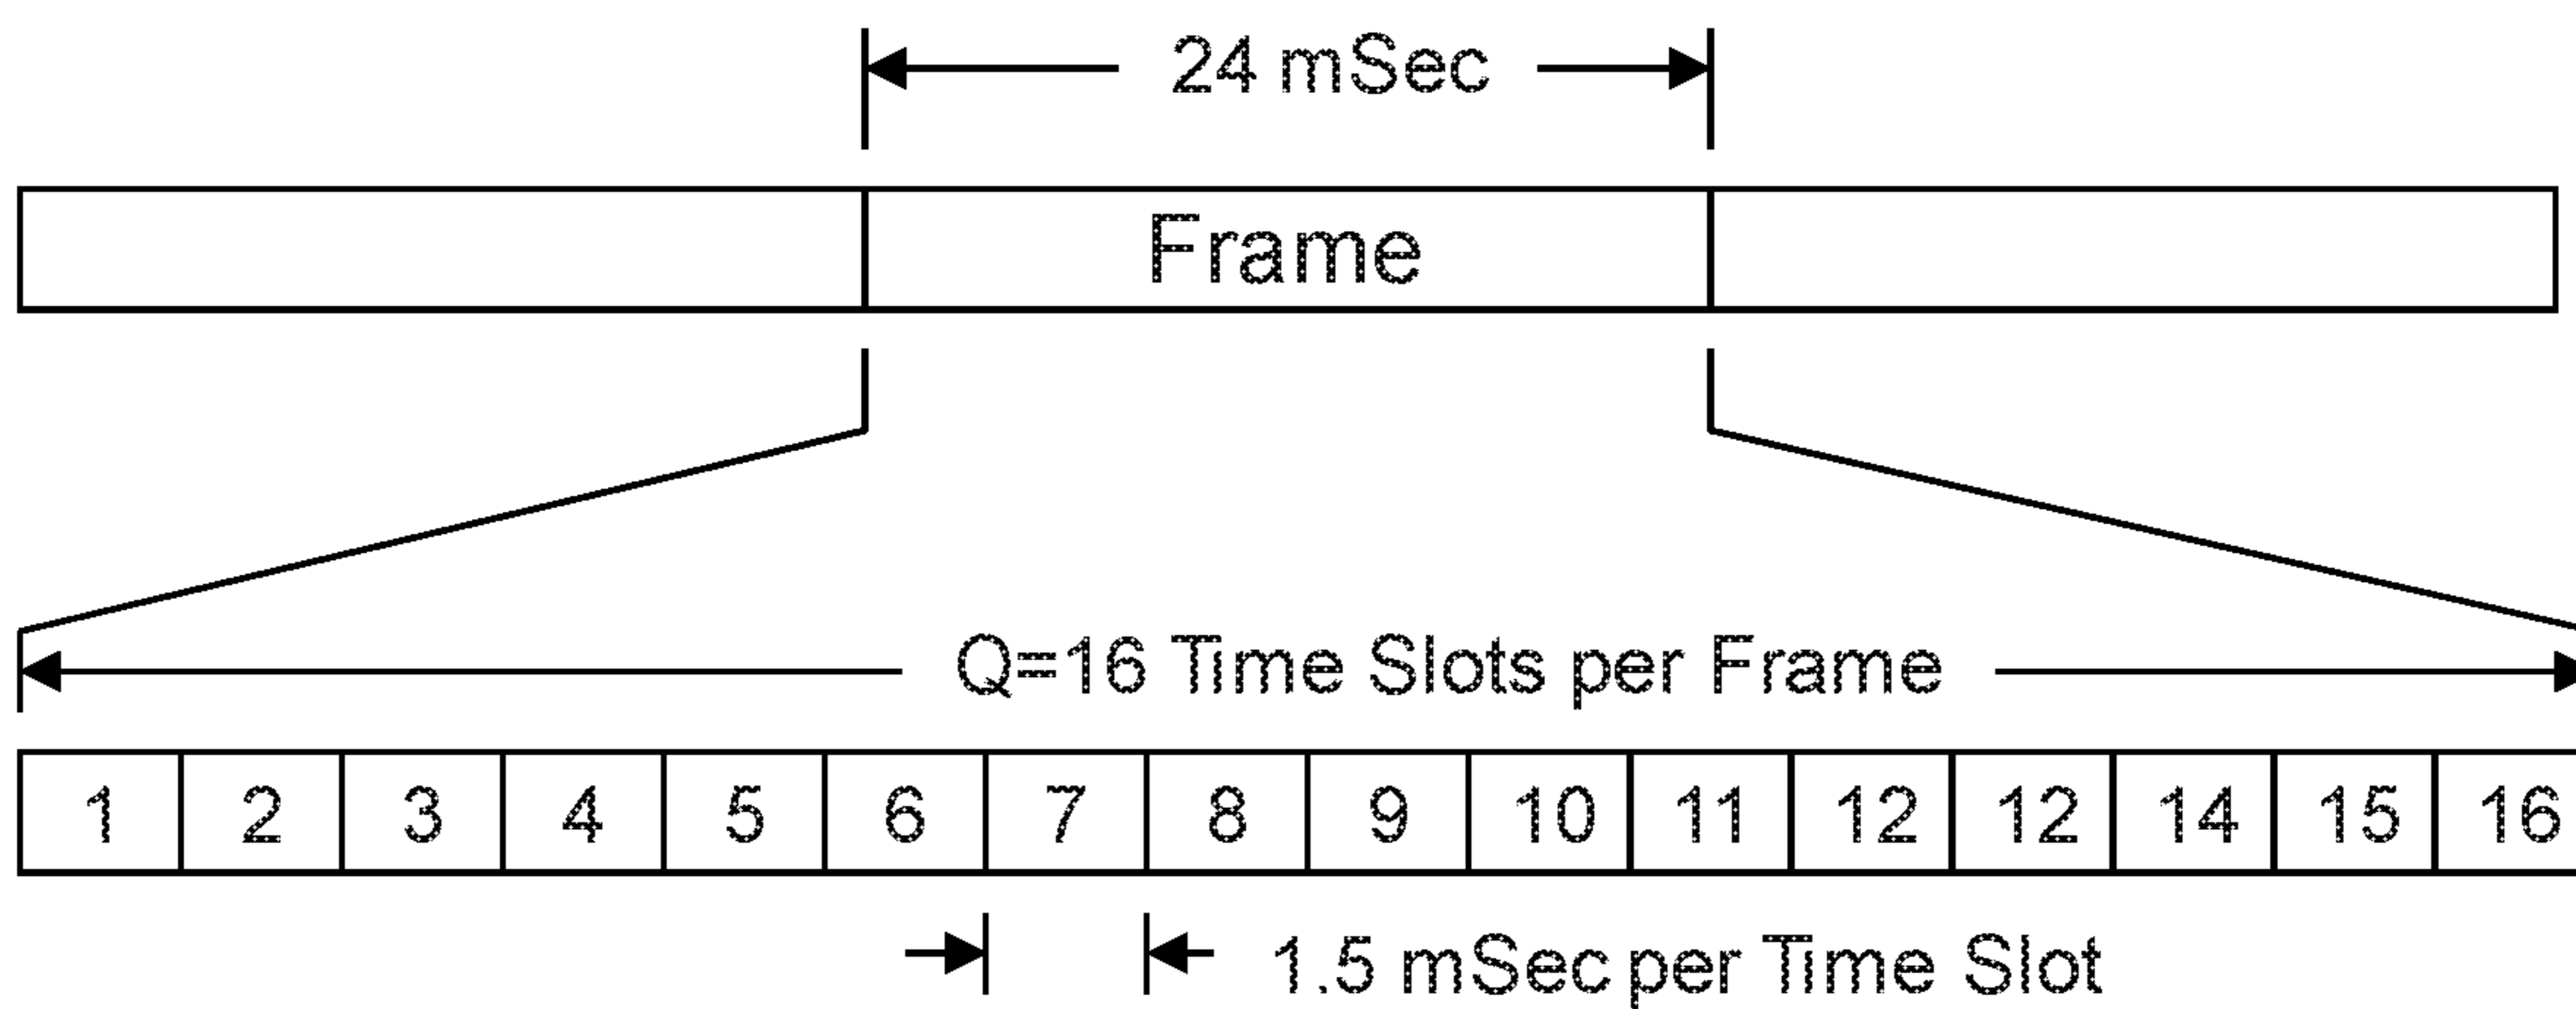 24 mSec
Frame
Q=16 Time Slots per Frame
1 2 3 4 5 6 7 8 9 10 11 12 12 14 15 16
1.5 mSec per Time Slot